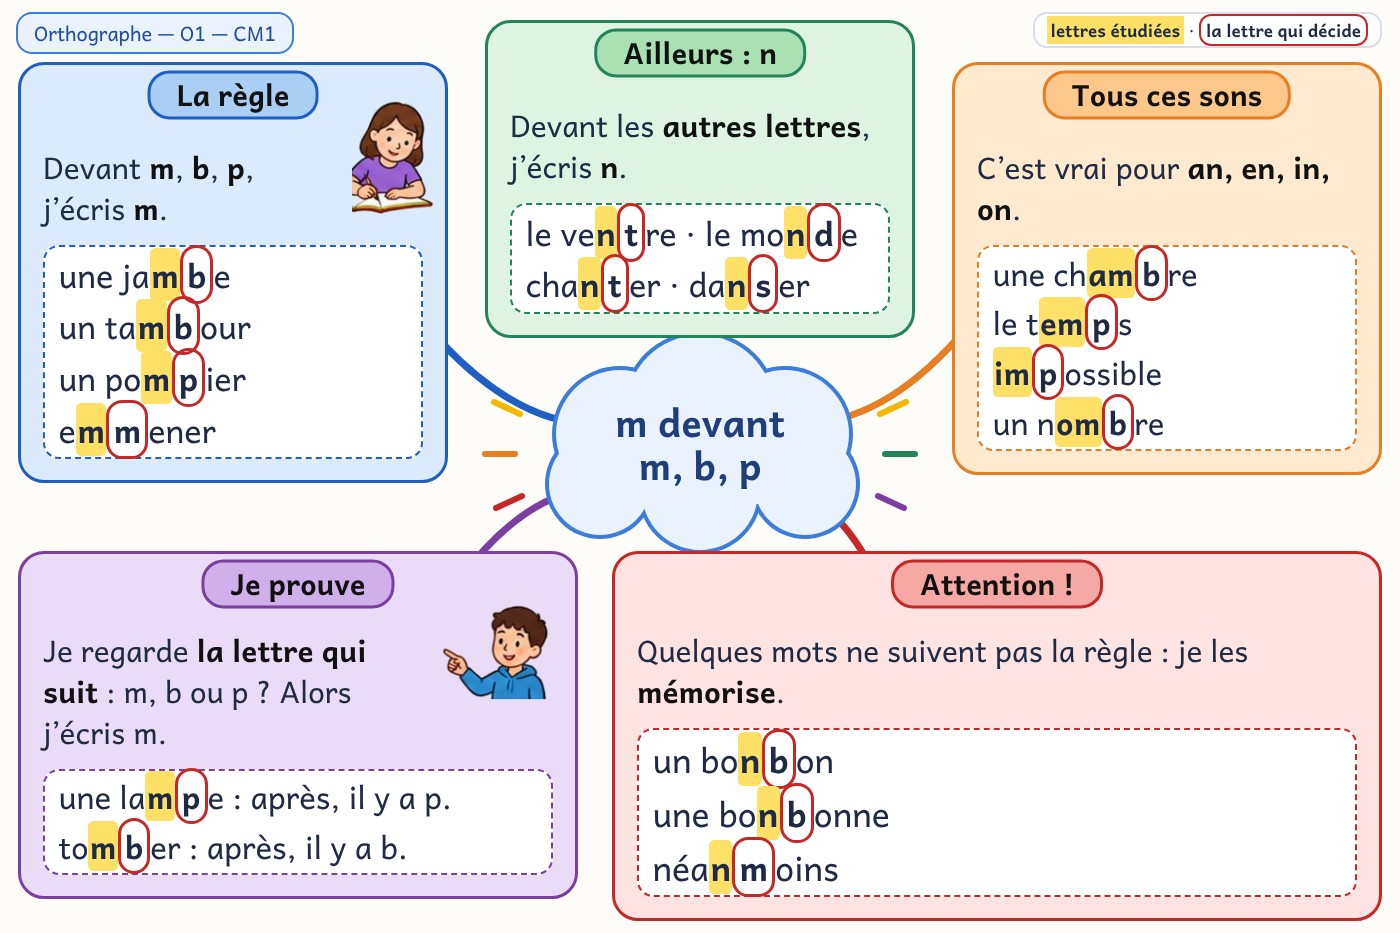 Orthographe — O1 — CM1
lettres étudiées · la lettre qui décide
La règle
Devant m, b, p,
j’écris m.
une jambe
un tambour
un pompier
emmener
Ailleurs : n
Devant les autres lettres,
j’écris n.
le ventre · le monde
chanter · danser
Tous ces sons
C’est vrai pour an, en, in,
on.
une chambre
le temps
impossible
un nombre
m devant
m, b, p
Je prouve
Je regarde la lettre qui
suit : m, b ou p ? Alors
j’écris m.
une lampe : après, il y a p.
tomber : après, il y a b.
Attention !
Quelques mots ne suivent pas la règle : je les
mémorise.
un bonbon
une bonbonne
néanmoins